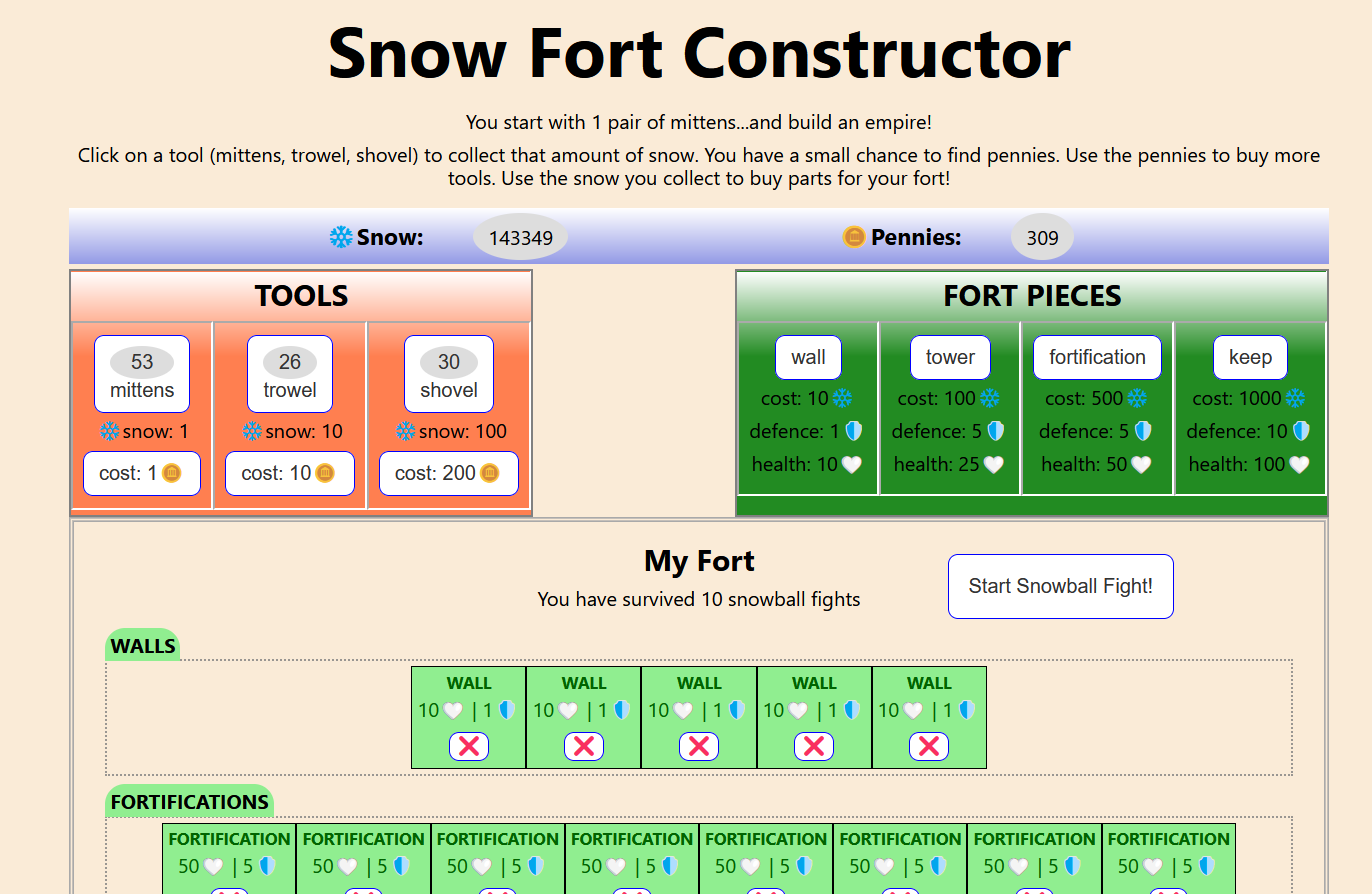 Snow Fort Constructor
You start with 1 pair of mittens...and build an empire!
Click on a tool (mittens, trowel, shovel) to collect that amount of snow. You have a small chance to find pennies. Use the pennies to buy more
tools. Use the snow you collect to buy parts for your fort!
Snow: 143349 Pennies: 309
TOOLS
53 26 30
mittens trowel shovel
snow: 1 snow: 10 snow: 100
cost: 1 cost: 10 cost: 200
FORT PIECES
wall tower fortification keep
cost: 10 cost: 100 cost: 500 cost: 1000
defence: 1 defence: 5 defence: 5 defence: 10
health: 10 health: 25 health: 50 health: 100
My Fort
You have survived 10 snowball fights
Start Snowball Fight!
WALLS
WALL WALL WALL WALL WALL
10 | 1 10 | 1 10 | 1 10 | 1 10 | 1
FORTIFICATIONS
FORTIFICATION FORTIFICATION FORTIFICATION FORTIFICATION FORTIFICATION FORTIFICATION FORTIFICATION FORTIFICATION
50 | 5 50 | 5 50 | 5 50 | 5 50 | 5 50 | 5 50 | 5 50 | 5